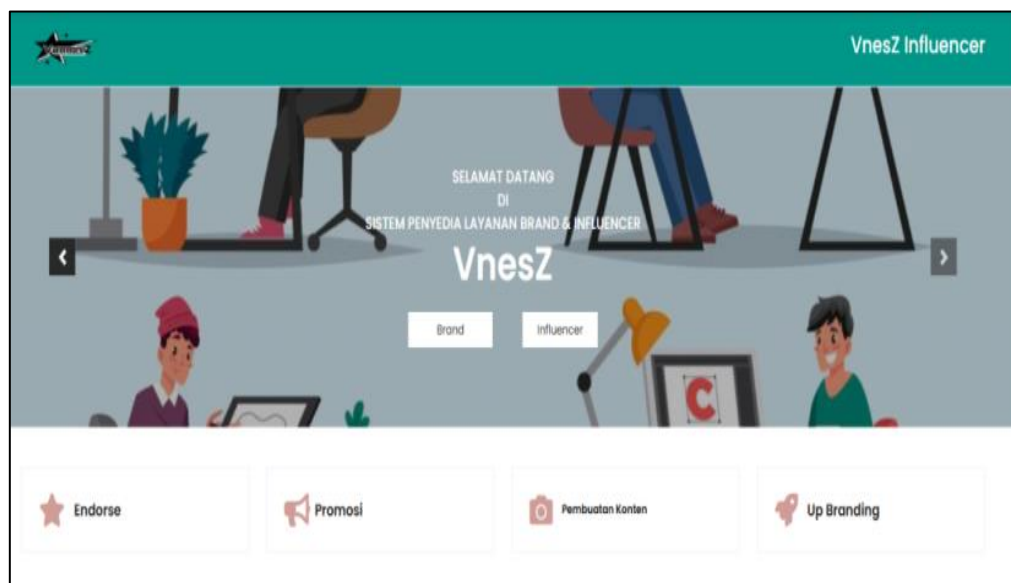 VnesZ Influencer
SELAMAT DATANG
DI
SISTEM PENYEDIA LAYANAN BRAND & INFLUENCER
VnesZ
Brand
Influencer
C
Endorse
Promosi
Pembuatan Konten
Up Branding